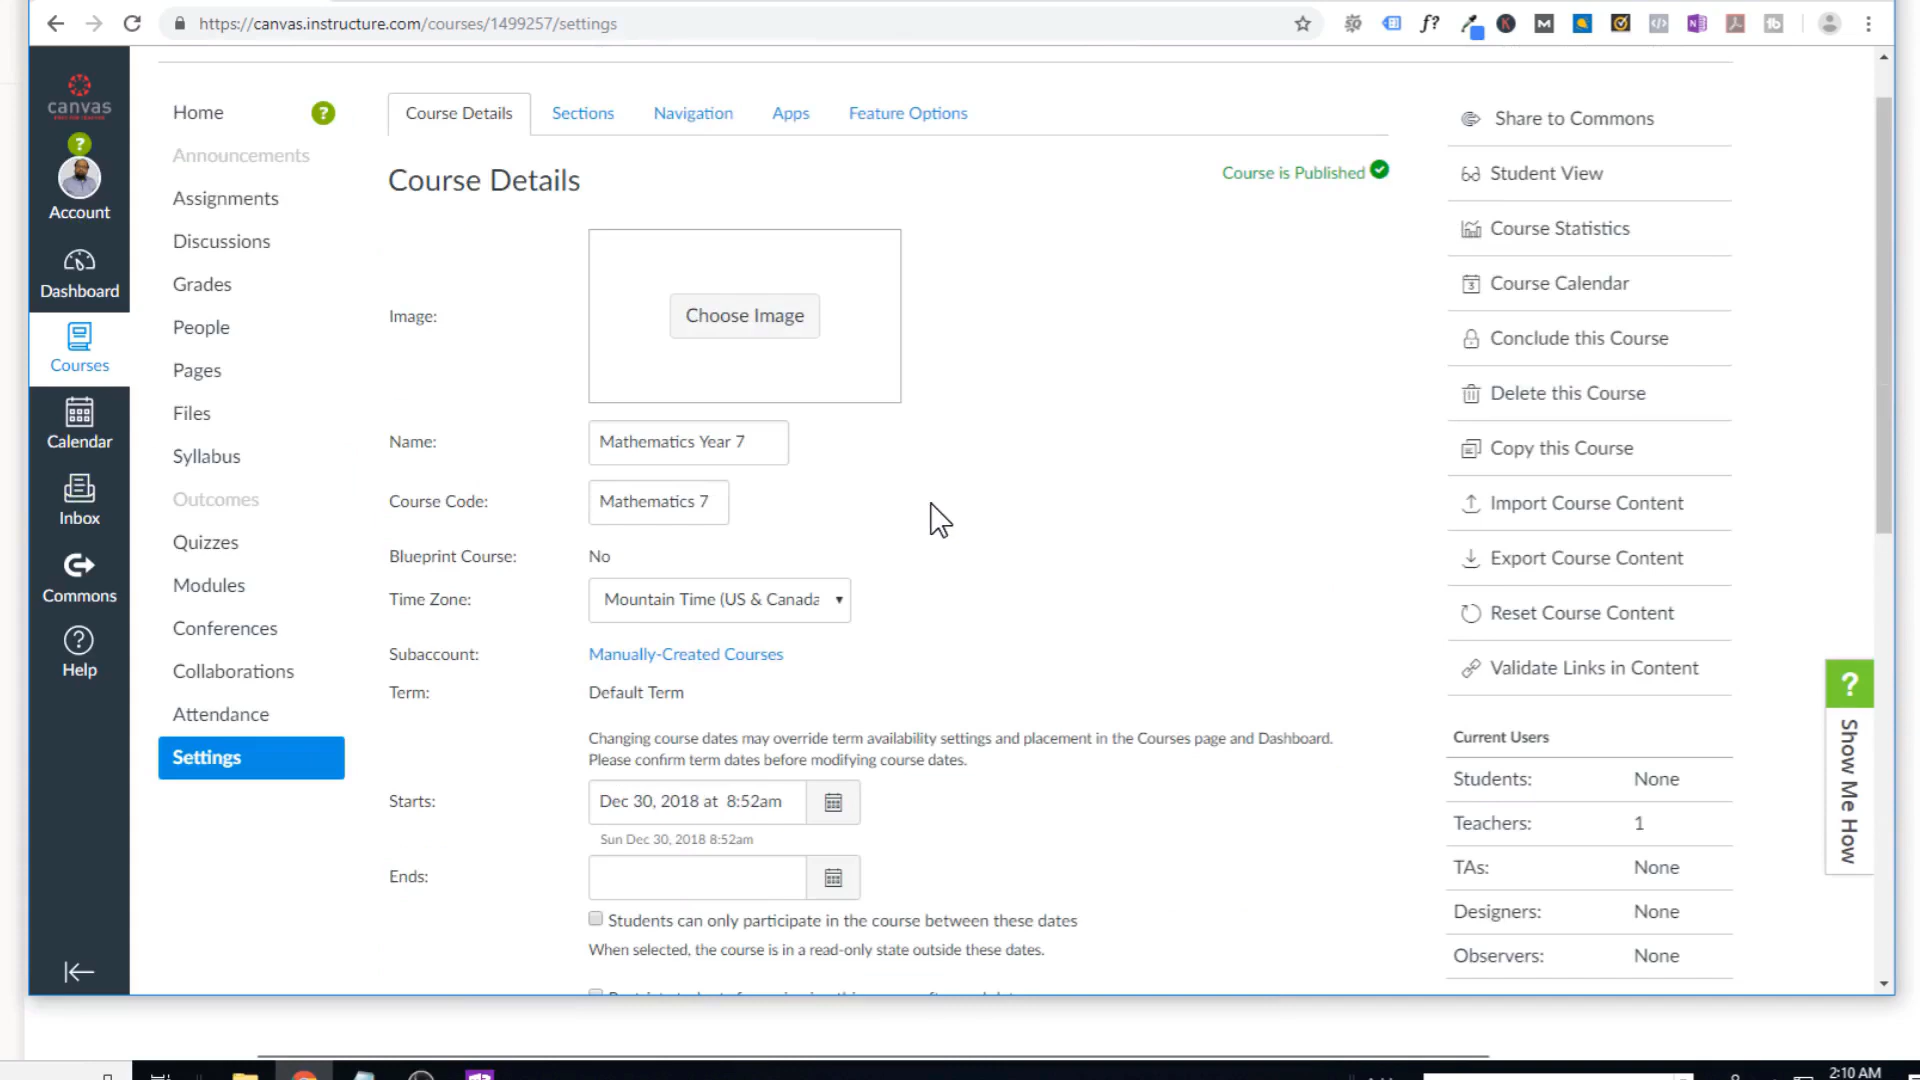 https://canvas.instructure.com/courses/1499257/settings
f?
K
M
</>
N
tb
canvas
?
Account
Dashboard
Courses
Calendar
Inbox
Commons
Help
Home
?
Announcements
Assignments
Discussions
Grades
People
Pages
Files
Syllabus
Outcomes
Quizzes
Modules
Conferences
Collaborations
Attendance
Settings
Course Details
Sections
Navigation
Apps
Feature Options
Course Details
Course is Published
Image:
Choose Image
Name:
Mathematics Year 7
Course Code:
Mathematics 7
Blueprint Course:
No
Time Zone:
Mountain Time (US & Canada
Subaccount:
Manually-Created Courses
Term:
Default Term
Changing course dates may override term availability settings and placement in the Courses page and Dashboard.
Please confirm term dates before modifying course dates.
Starts:
Dec 30, 2018 at 8:52am
Sun Dec 30, 2018 8:52am
Ends:
Students can only participate in the course between these dates
When selected, the course is in a read-only state outside these dates.
Share to Commons
Student View
Course Statistics
Course Calendar
Conclude this Course
Delete this Course
Copy this Course
Import Course Content
Export Course Content
Reset Course Content
Validate Links in Content
Current Users
Students: None
Teachers: 1
TAs: None
Designers: None
Observers: None
?
Show Me How
2:10 AM